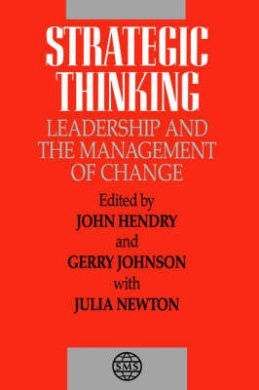 STRATEGIC
THINKING
LEADERSHIP AND
THE MANAGEMENT
OF CHANGE
Edited by
JOHN HENDRY
and
GERRY JOHNSON
with
JULIA NEWTON
SMS